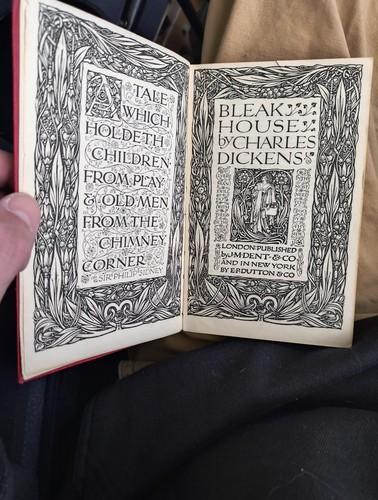 A TALE
WHICH
HOLDETH
CHILDREN
FROM PLAY
& OLD MEN
FROM THE
CHIMNEY
CORNER
SIR PHILIP SIDNEY
BLEAK
HOUSE
by CHARLES
DICKENS
LONDON: PUBLISHED
by J.M. DENT & CO
AND IN NEW YORK
BY E.P. DUTTON & CO